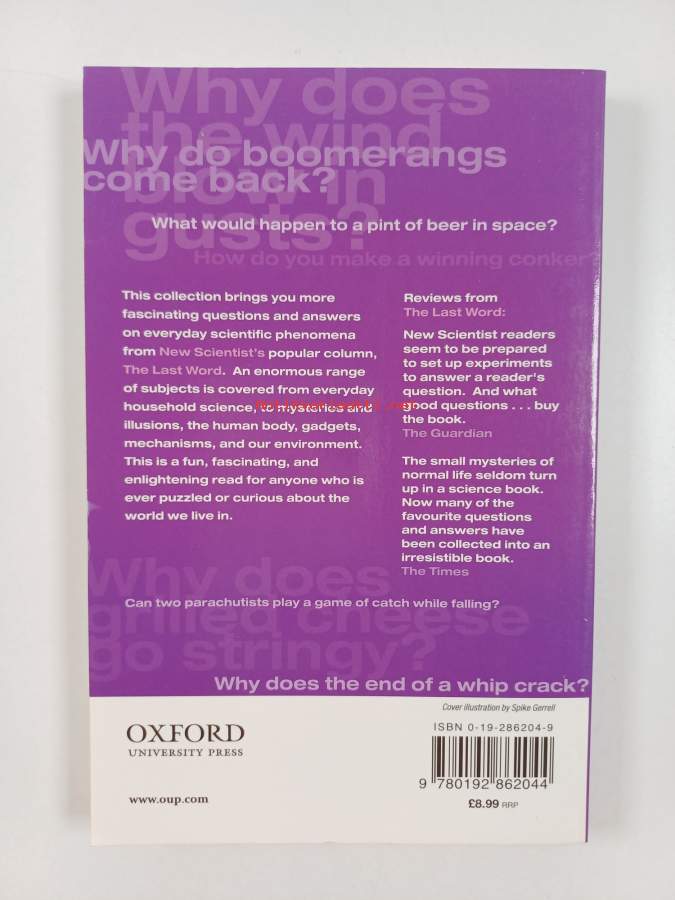 Why does
the wind
blow in
gusts?
Why do boomerangs
come back?
What would happen to a pint of beer in space?
How do you make a winning conker?
This collection brings you more
fascinating questions and answers
on everyday scientific phenomena
from New Scientist's popular column,
The Last Word. An enormous range
of subjects is covered from everyday
household science, to mysteries and
illusions, the human body, gadgets,
mechanisms, and our environment.
This is a fun, fascinating, and
enlightening read for anyone who is
ever puzzled or curious about the
world we live in.
Reviews from
The Last Word:
New Scientist readers
seem to be prepared
to set up experiments
to answer a reader's
question. And what
good questions . . . buy
the book.
The Guardian
The small mysteries of
normal life seldom turn
up in a science book.
Now many of the
favourite questions
and answers have
been collected into an
irresistible book.
The Times
Why does
grilled cheese
go stringy?
Can two parachutists play a game of catch while falling?
Why does the end of a whip crack?
Cover illustration by Spike Gerrell
OXFORD
UNIVERSITY PRESS
www.oup.com
ISBN 0-19-286204-9
9 780192 862044
£8.99 RRP